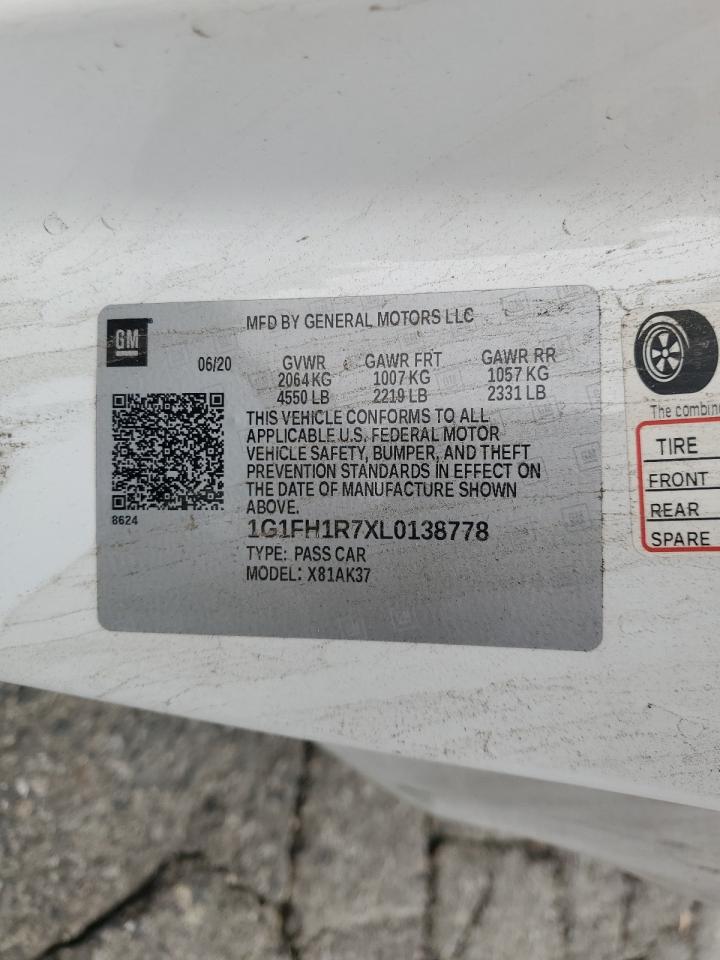 GM
MFD BY GENERAL MOTORS LLC
06/20 GVWR GAWR FRT GAWR RR
2064 KG 1007 KG 1057 KG
4550 LB 2219 LB 2331 LB
THIS VEHICLE CONFORMS TO ALL
APPLICABLE U.S. FEDERAL MOTOR
VEHICLE SAFETY, BUMPER, AND THEFT
PREVENTION STANDARDS IN EFFECT ON
THE DATE OF MANUFACTURE SHOWN
ABOVE.
8624
1G1FH1R7XL0138778
TYPE: PASS CAR
MODEL: X81AK37
The
TIRE
FRONT
REAR
SPARE